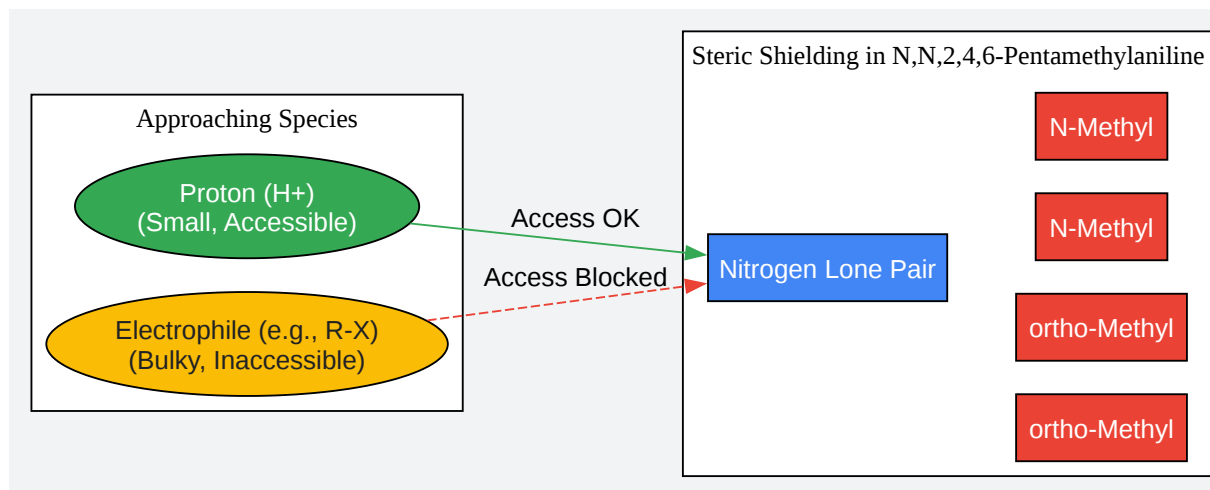 Approaching Species
Proton (H+)
(Small, Accessible)
Electrophile (e.g., R-X)
(Bulky, Inaccessible)
Access OK
Access Blocked
Steric Shielding in N,N,2,4,6-Pentamethylaniline
Nitrogen Lone Pair
N-Methyl
N-Methyl
ortho-Methyl
ortho-Methyl